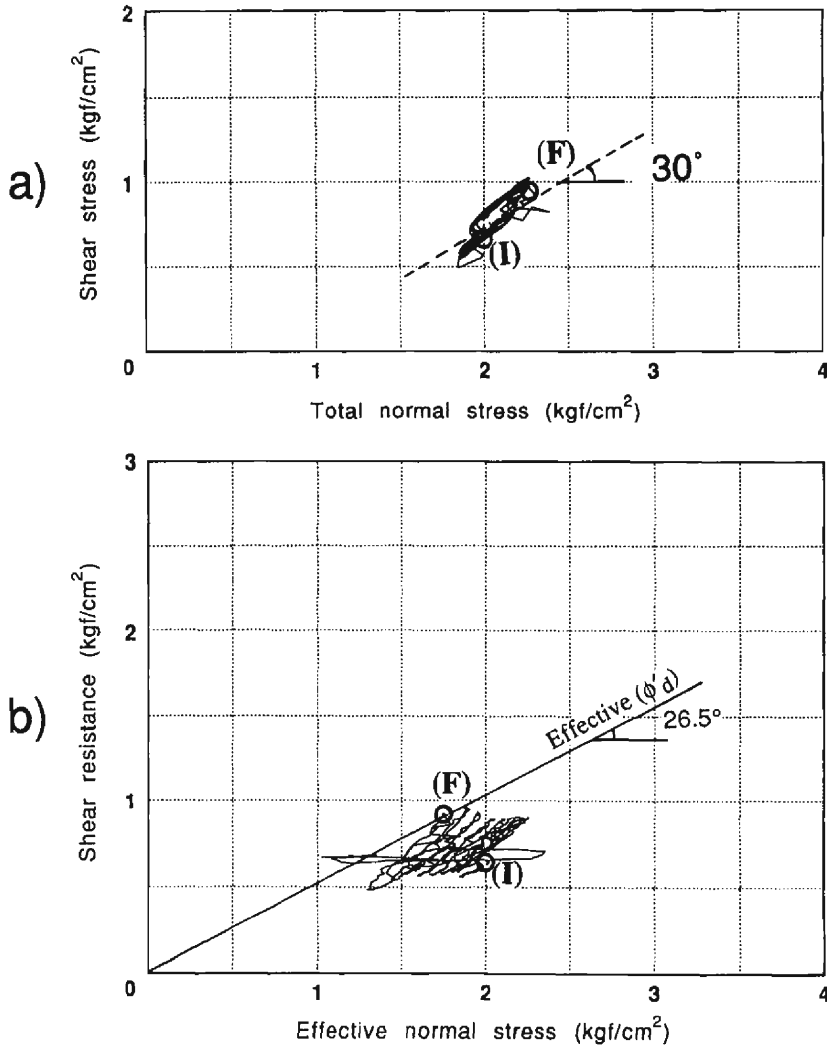 a)
Shear stress (kgf/cm²)
2
1
0
(F)
30°
(I)
1
2
3
4
Total normal stress (kgf/cm²)
b)
Shear resistance (kgf/cm²)
3
2
1
0
Effective (ϕ'd)
26.5°
(F)
(I)
1
2
3
4
Effective normal stress (kgf/cm²)